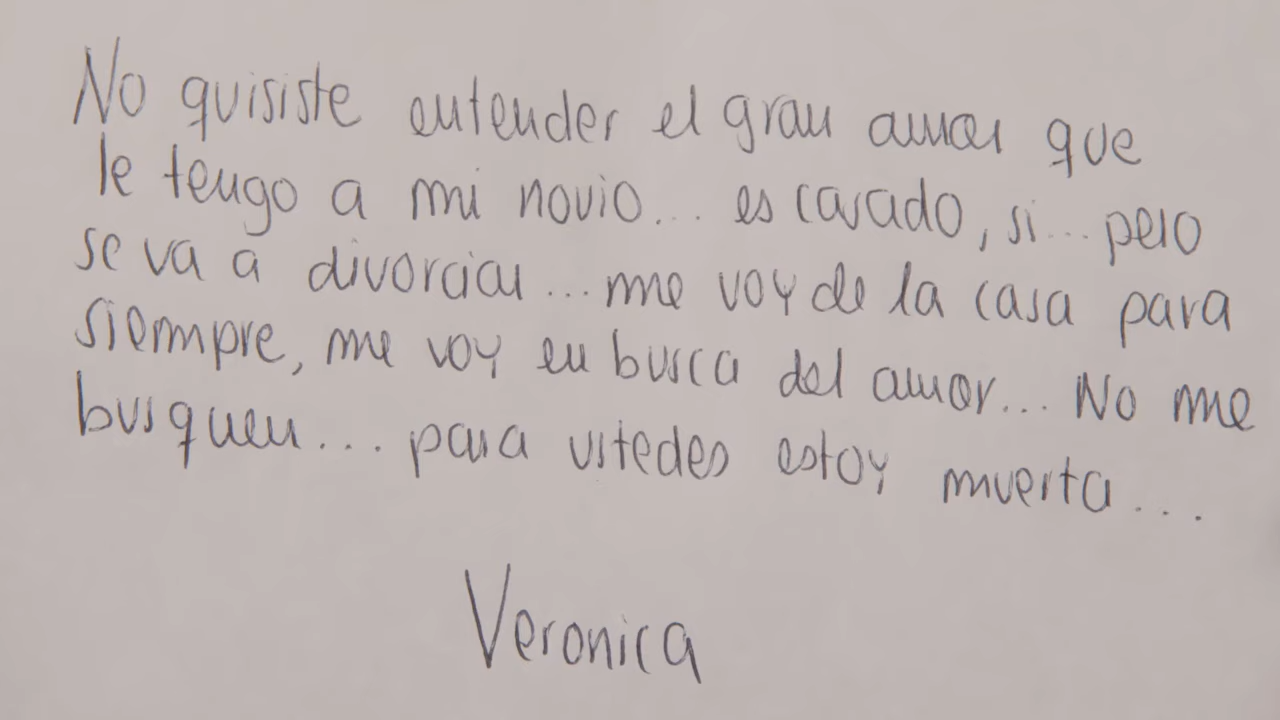 No quisiste entender el gran amor que
le tengo a mi novio... es casado, si... pero
se va a divorciar... me voy de la casa para
siempre, me voy en busca del amor... No me
busquen... para ustedes estoy muerta...
Veronica